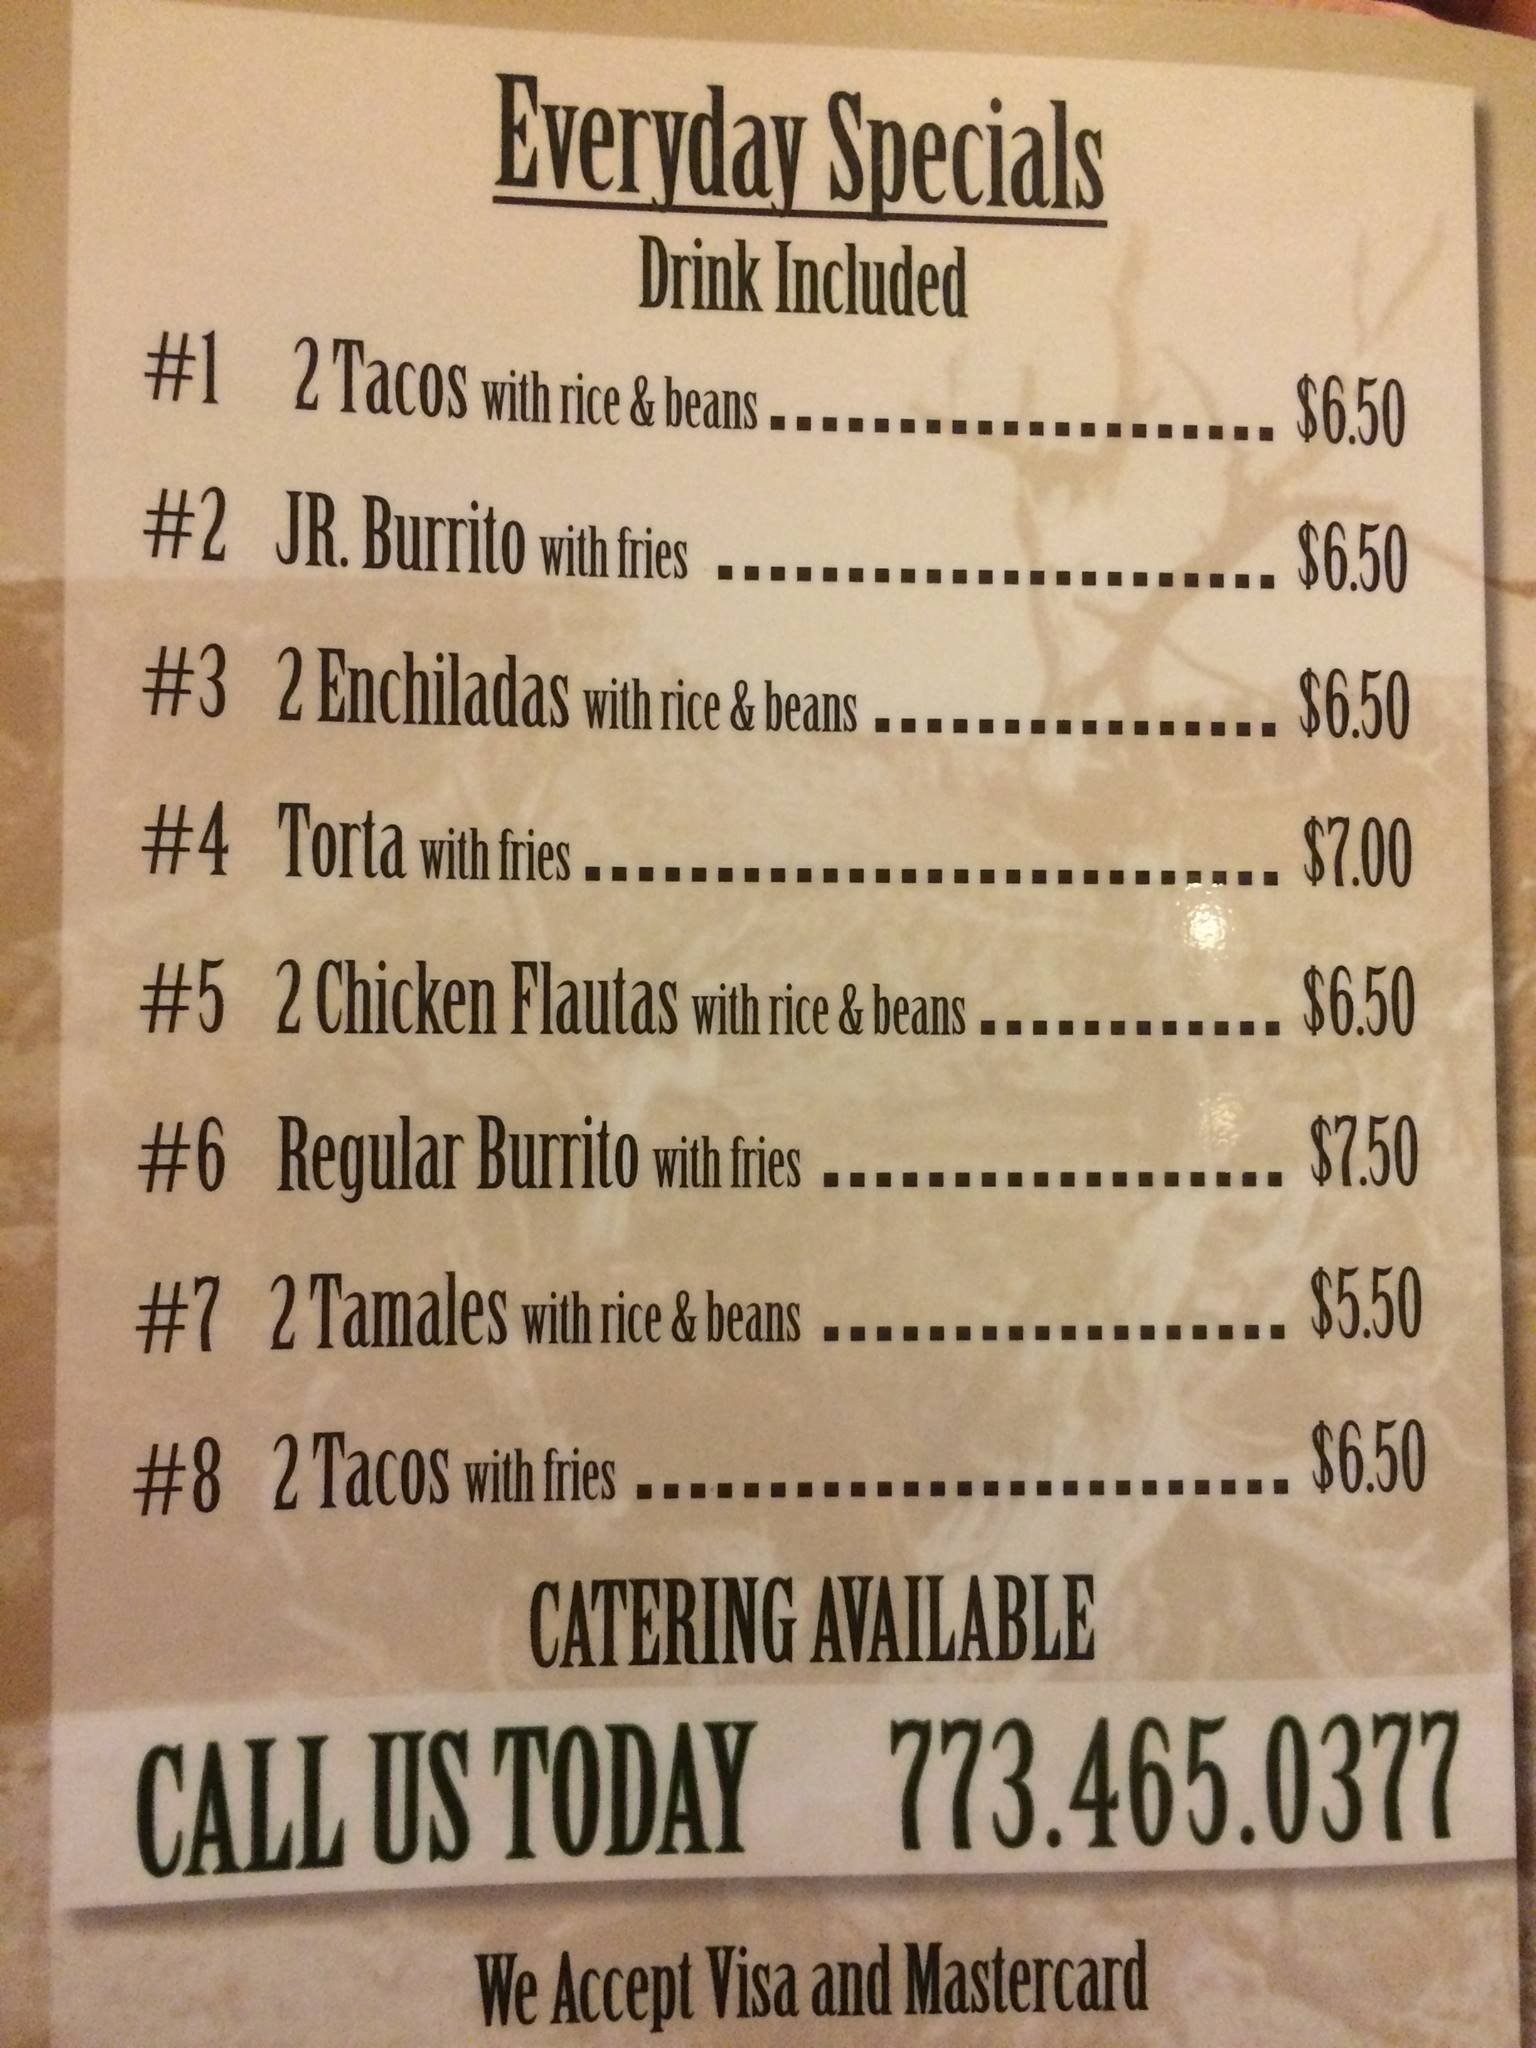 Everyday Specials
Drink Included
#1 2 Tacos with rice & beans.................... $6.50
#2 JR. Burrito with fries ...................... $6.50
#3 2 Enchiladas with rice & beans ................ $6.50
#4 Torta with fries ........................... $7.00
#5 2 Chicken Flautas with rice & beans ............ $6.50
#6 Regular Burrito with fries .................. $7.50
#7 2 Tamales with rice & beans .................. $5.50
#8 2 Tacos with fries ......................... $6.50
CATERING AVAILABLE
CALL US TODAY 773.465.0377
We Accept Visa and Mastercard